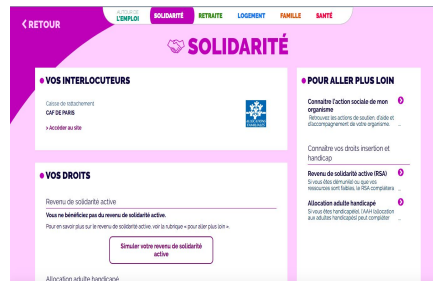 RETOUR
AUTOUR DE
L'EMPLOI
SOLIDARITÉ
RETRAITE
LOGEMENT
FAMILLE
SANTÉ
SOLIDARITÉ
VOS INTERLOCUTEURS
Caisse de rattachement
CAF DE PARIS
> Accéder au site
ALLOCATIONS
FAMILIALES
VOS DROITS
Revenu de solidarité active
Vous ne bénéficiez pas du revenu de solidarité active.
Pour en savoir plus sur le revenu de solidarité active, voir la rubrique « pour aller plus loin ».
Simuler votre revenu de solidarité
active
Allocation adulte handicapé
POUR ALLER PLUS LOIN
Connaître l'action sociale de mon
organisme
Retrouvez les actions de soutien, d'aide et
d'accompagnement de votre organisme. ...
Connaître vos droits insertion et
handicap
Revenu de solidarité active (RSA)
Si vous êtes démuni(e) ou que vos
ressources sont faibles, le RSA complétera ...
Allocation adulte handicapé
Si vous êtes handicapé(e), l'AAH (allocation
aux adultes handicapés) peut compléter ...